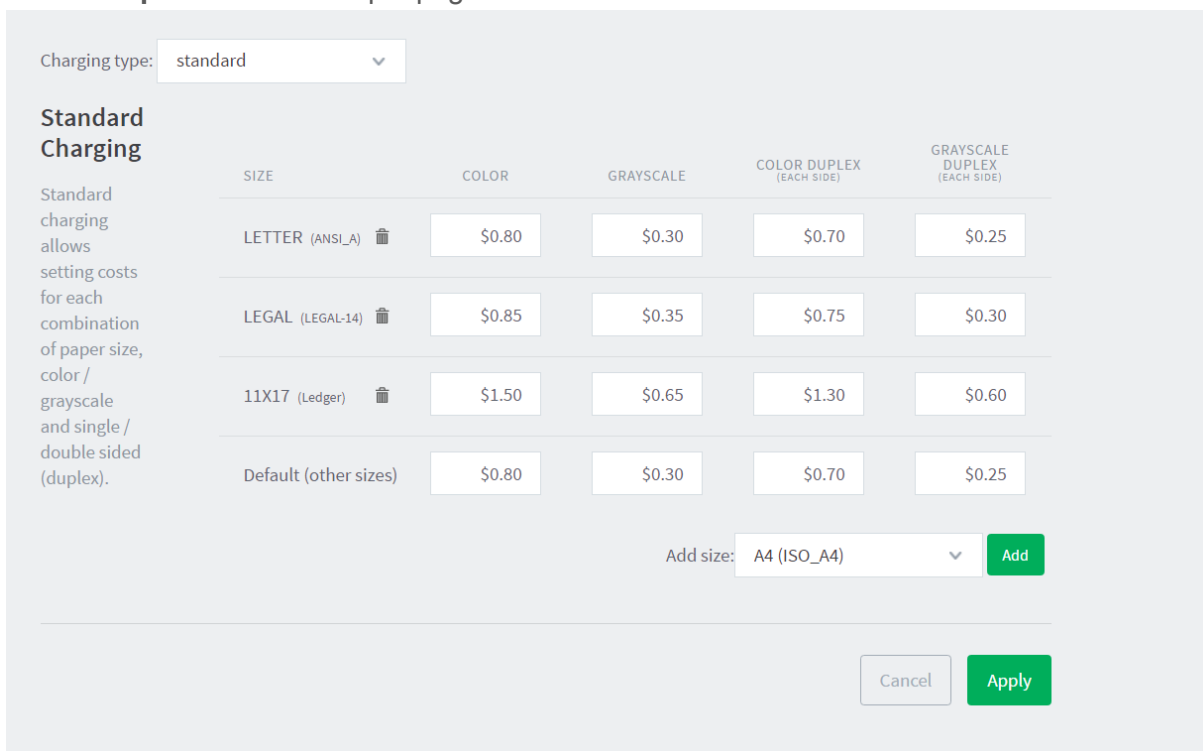 Charging type: standard
Standard
Charging
Standard
charging
allows
setting costs
for each
combination
of paper size,
color /
grayscale
and single /
double sided
(duplex).
SIZE COLOR GRAYSCALE COLOR DUPLEX (EACH SIDE) GRAYSCALE DUPLEX (EACH SIDE)
LETTER (ANSI_A) $0.80 $0.30 $0.70 $0.25
LEGAL (LEGAL-14) $0.85 $0.35 $0.75 $0.30
11X17 (Ledger) $1.50 $0.65 $1.30 $0.60
Default (other sizes) $0.80 $0.30 $0.70 $0.25
Add size: A4 (ISO_A4) Add
Cancel Apply